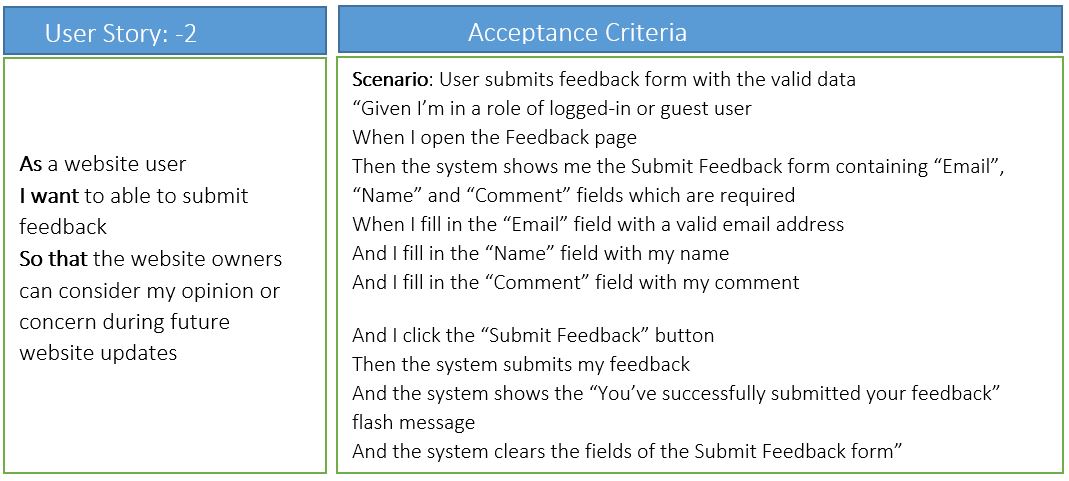 User Story: -2
As a website user
I want to able to submit
feedback
So that the website owners
can consider my opinion or
concern during future
website updates
Acceptance Criteria
Scenario: User submits feedback form with the valid data
“Given I’m in a role of logged-in or guest user
When I open the Feedback page
Then the system shows me the Submit Feedback form containing “Email”,
“Name” and “Comment” fields which are required
When I fill in the “Email” field with a valid email address
And I fill in the “Name” field with my name
And I fill in the “Comment” field with my comment
And I click the “Submit Feedback” button
Then the system submits my feedback
And the system shows the “You’ve successfully submitted your feedback”
flash message
And the system clears the fields of the Submit Feedback form”